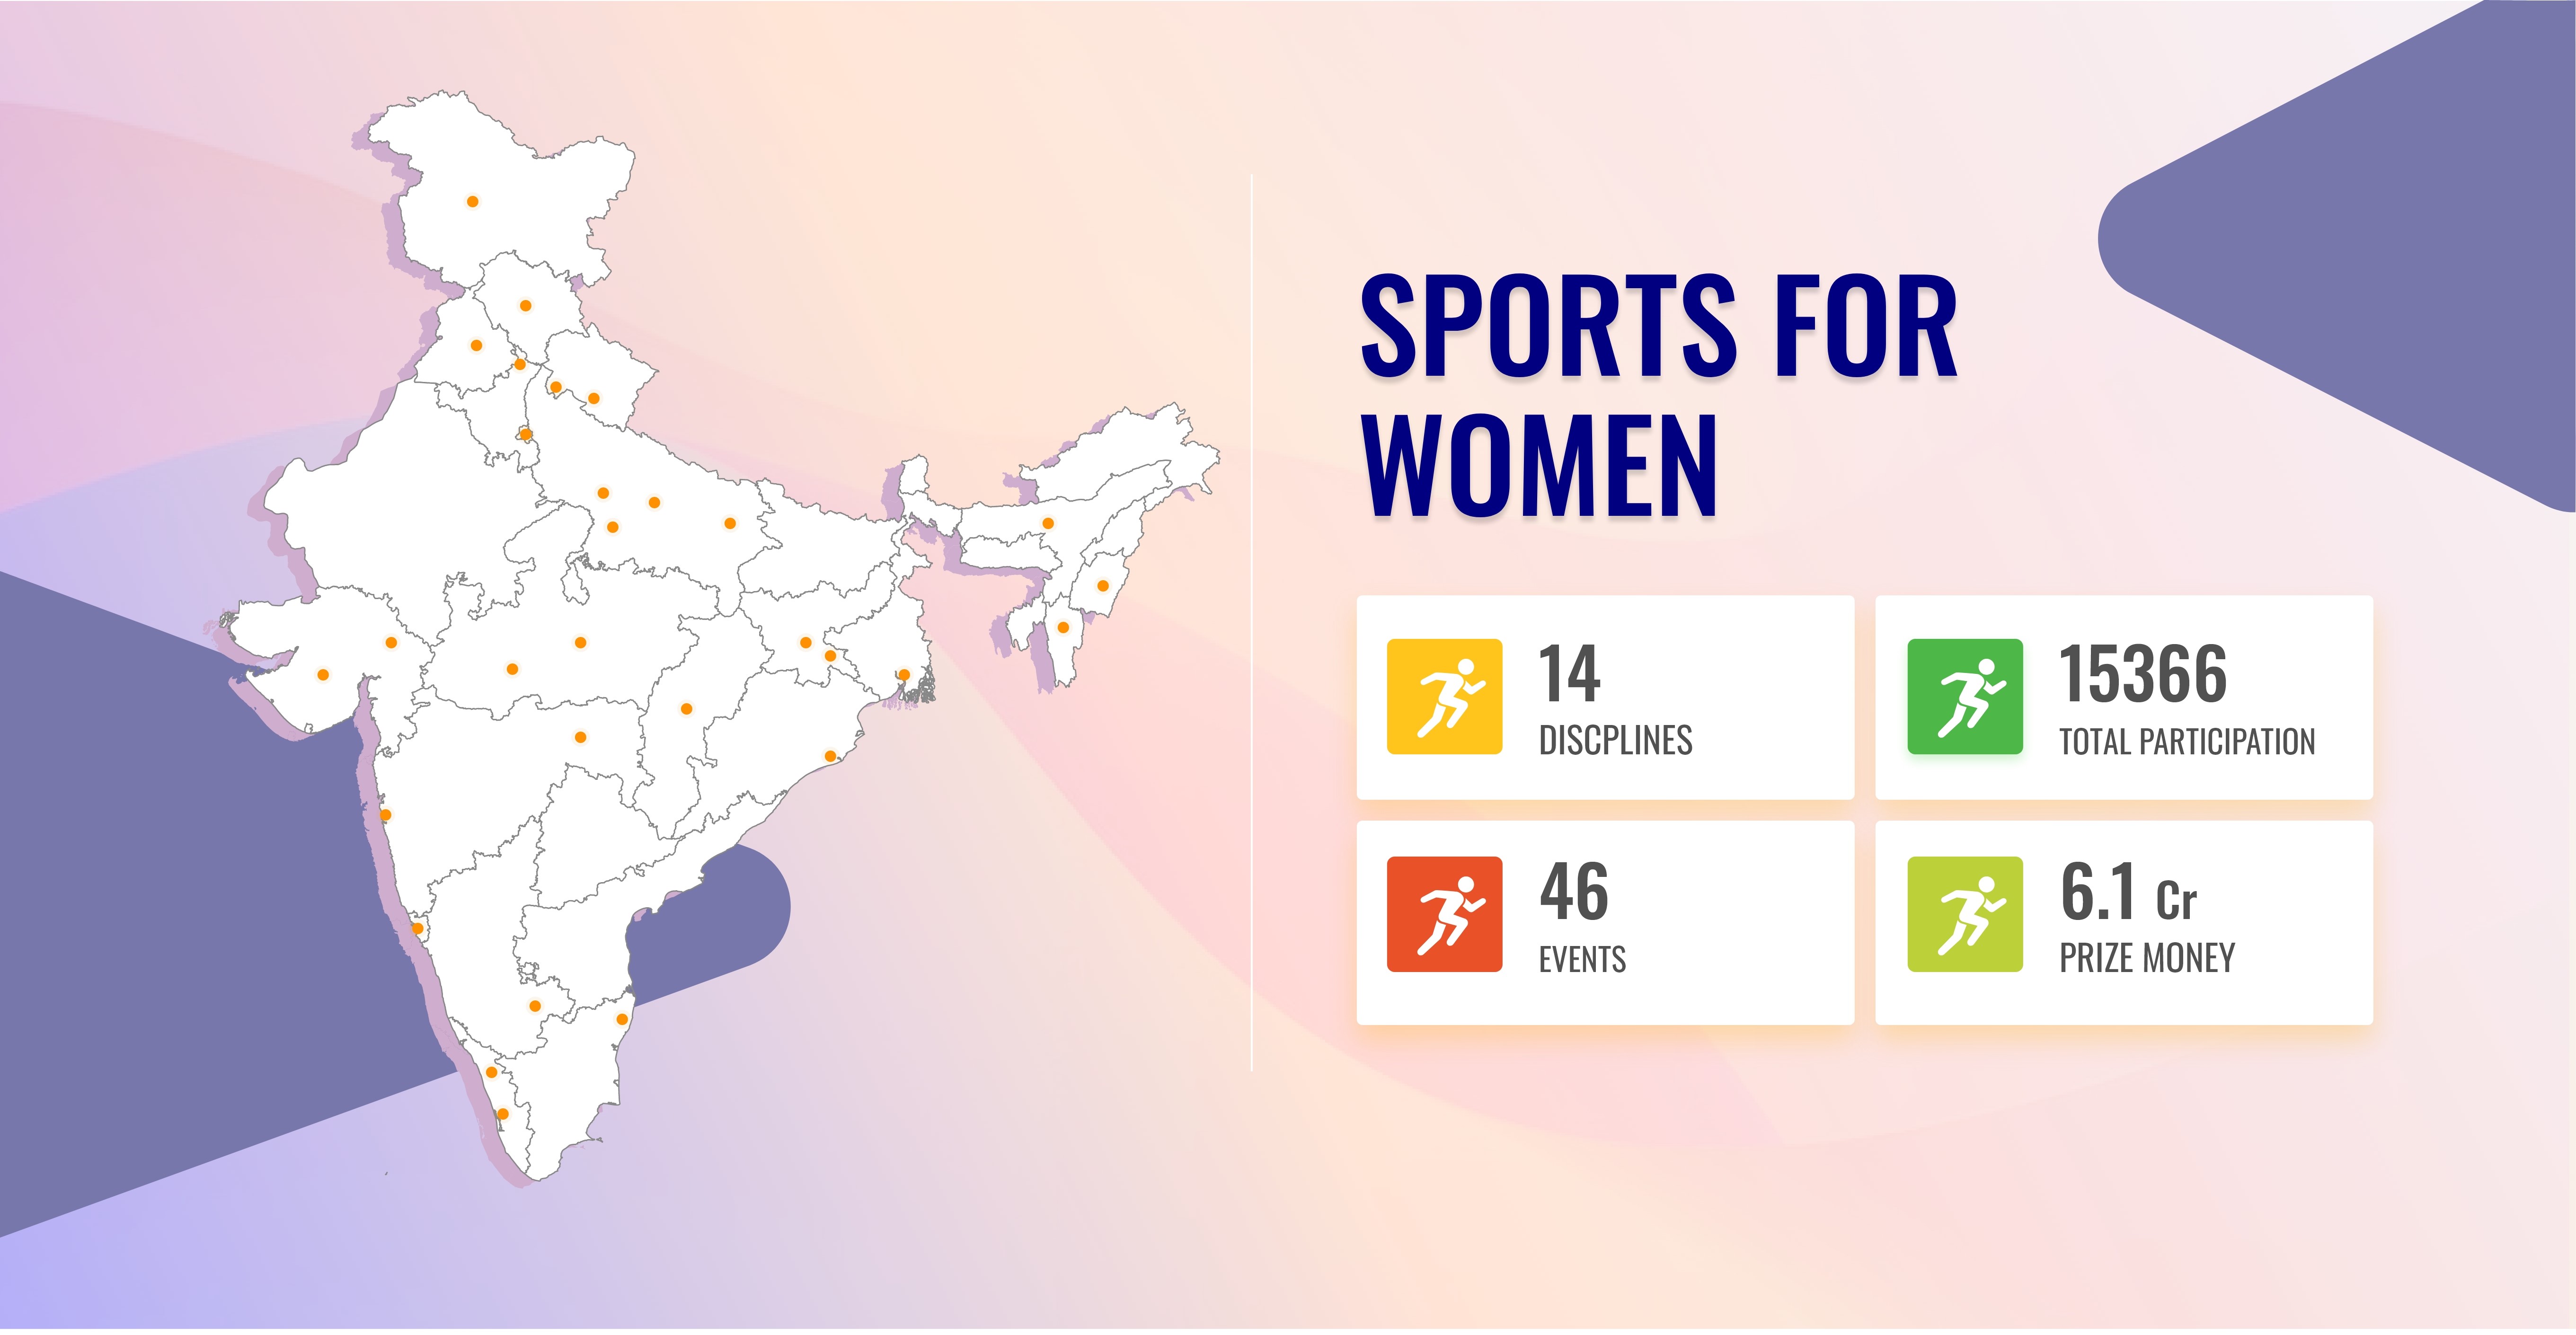 SPORTS FOR
WOMEN
14
DISCPLINES
15366
TOTAL PARTICIPATION
46
EVENTS
6.1 Cr
PRIZE MONEY